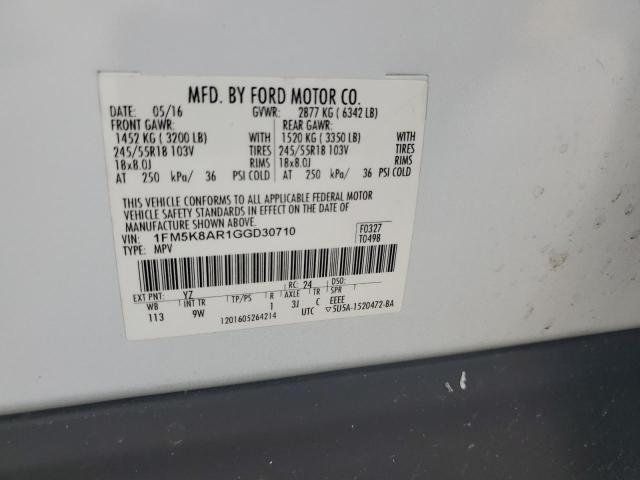 MFD. BY FORD MOTOR CO.
DATE: 05/16 GVWR: 2877 KG ( 6342 LB)
FRONT GAWR: REAR GAWR:
1452 KG ( 3200 LB) WITH 1520 KG ( 3350 LB) WITH
245/55R18 103V TIRES 245/55R18 103V TIRES
18x8.0J RIMS 18x8.0J RIMS
AT 250 kPa/ 36 PSI COLD AT 250 kPa/ 36 PSI COLD
THIS VEHICLE CONFORMS TO ALL APPLICABLE FEDERAL MOTOR
VEHICLE SAFETY STANDARDS IN EFFECT ON THE DATE OF
MANUFACTURE SHOWN ABOVE.
VIN: 1FM5K8AR1GGD30710 F0327
TYPE: MPV T0498
EXT PNT: YZ RC: 24 DSO:
WB INT TR TP/PS R AXLE TR SPR
113 9W 1 3J C EEEE
1201605264214 UTC ▽5U5A-1520472-BA